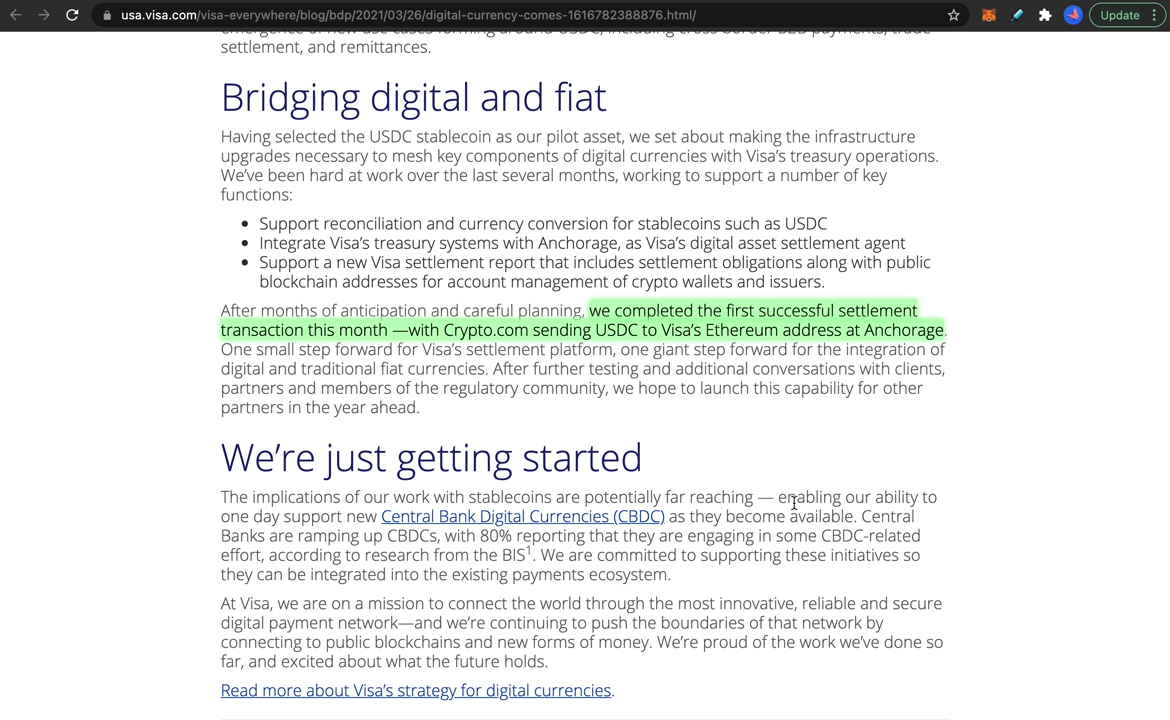 usa.visa.com/visa-everywhere/blog/bdp/2021/03/26/digital-currency-comes-1616782388876.html/
Update
settlement, and remittances.
Bridging digital and fiat
Having selected the USDC stablecoin as our pilot asset, we set about making the infrastructure
upgrades necessary to mesh key components of digital currencies with Visa’s treasury operations.
We’ve been hard at work over the last several months, working to support a number of key
functions:
• Support reconciliation and currency conversion for stablecoins such as USDC
• Integrate Visa’s treasury systems with Anchorage, as Visa’s digital asset settlement agent
• Support a new Visa settlement report that includes settlement obligations along with public
blockchain addresses for account management of crypto wallets and issuers.
After months of anticipation and careful planning, we completed the first successful settlement
transaction this month —with Crypto.com sending USDC to Visa’s Ethereum address at Anchorage.
One small step forward for Visa’s settlement platform, one giant step forward for the integration of
digital and traditional fiat currencies. After further testing and additional conversations with clients,
partners and members of the regulatory community, we hope to launch this capability for other
partners in the year ahead.
We’re just getting started
The implications of our work with stablecoins are potentially far reaching — enabling our ability to
one day support new Central Bank Digital Currencies (CBDC) as they become available. Central
Banks are ramping up CBDCs, with 80% reporting that they are engaging in some CBDC-related
effort, according to research from the BIS1. We are committed to supporting these initiatives so
they can be integrated into the existing payments ecosystem.
At Visa, we are on a mission to connect the world through the most innovative, reliable and secure
digital payment network—and we’re continuing to push the boundaries of that network by
connecting to public blockchains and new forms of money. We’re proud of the work we’ve done so
far, and excited about what the future holds.
Read more about Visa’s strategy for digital currencies.